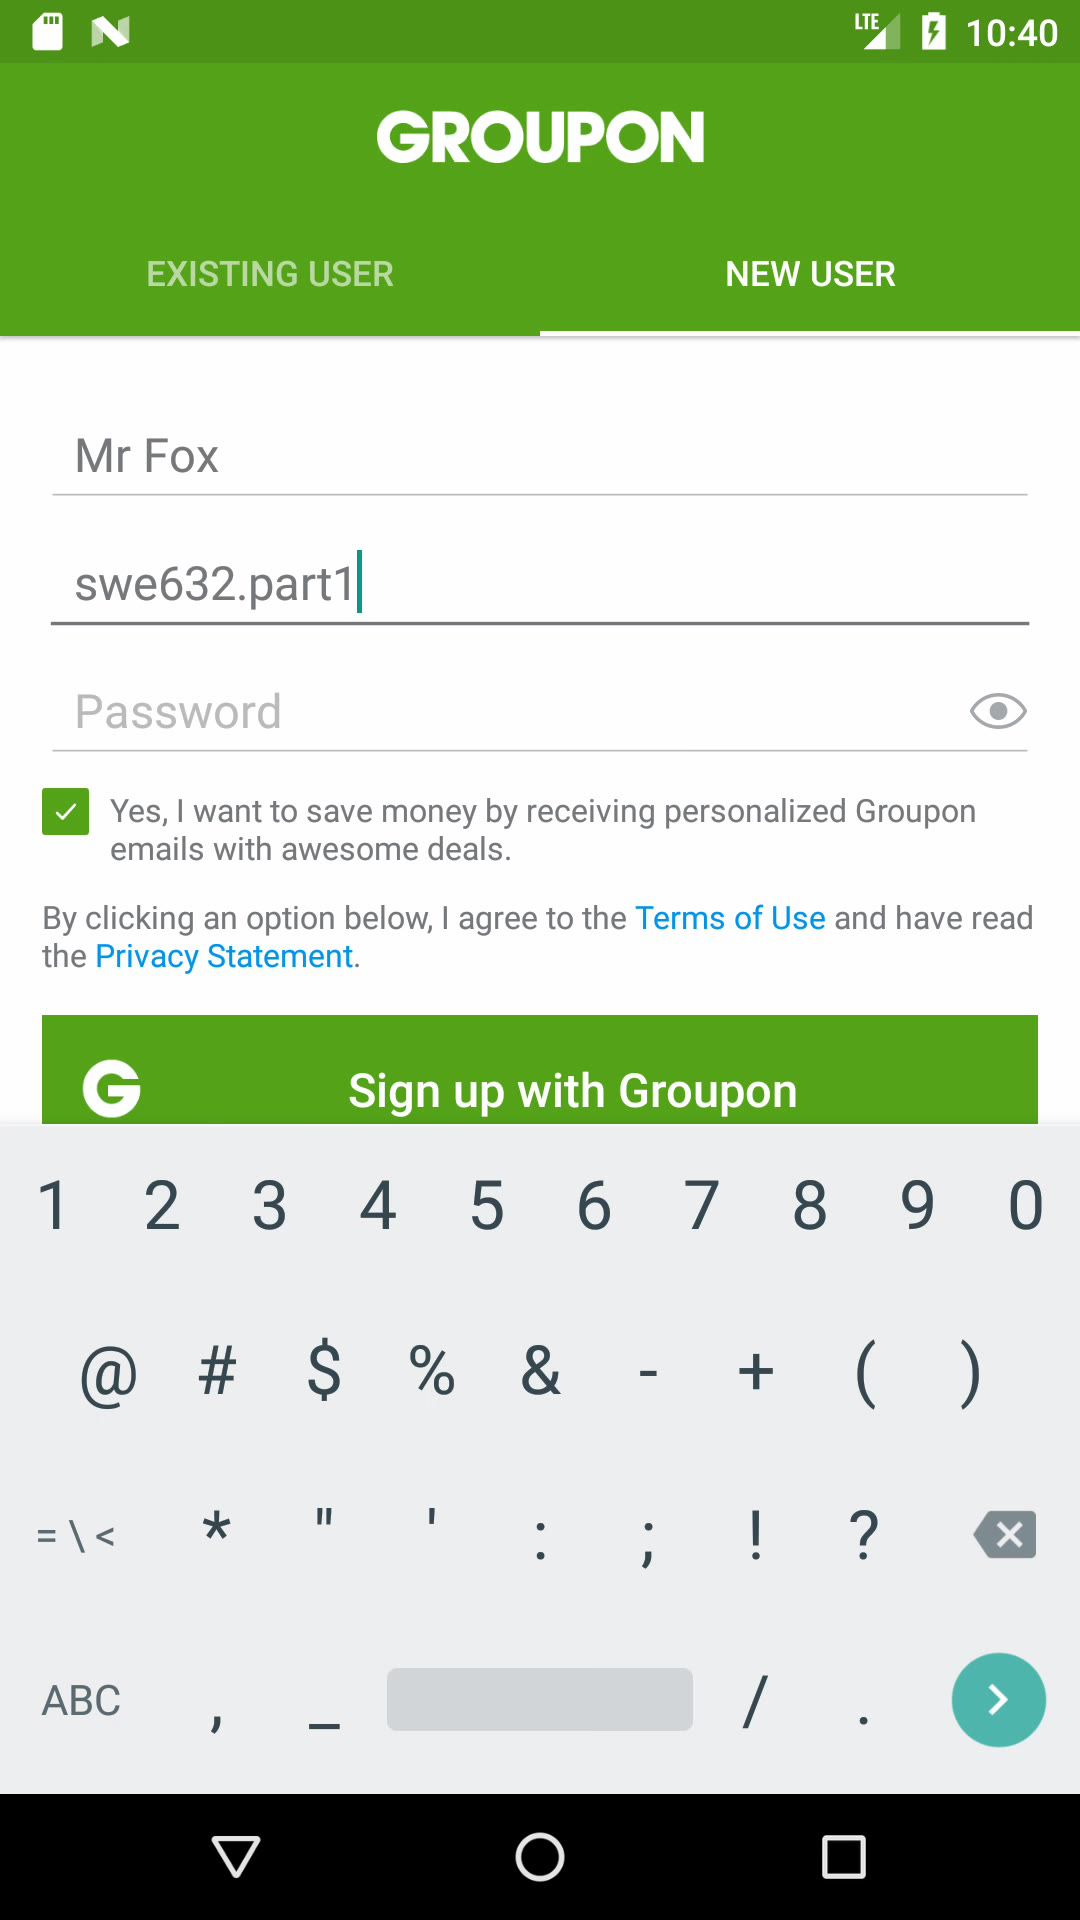 LTE 10:40
GROUPON
EXISTING USER NEW USER
Mr Fox
swe632.part1
Password
Yes, I want to save money by receiving personalized Groupon
emails with awesome deals.
By clicking an option below, I agree to the Terms of Use and have read
the Privacy Statement.
G Sign up with Groupon
1 2 3 4 5 6 7 8 9 0
@ # $ % & - + ( )
= \ < * " ' : ; ! ?
ABC , _ / .